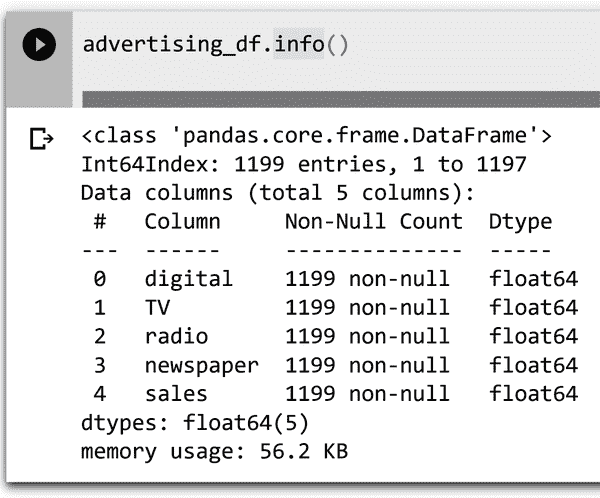 advertising_df.info()
<class 'pandas.core.frame.DataFrame'>
Int64Index: 1199 entries, 1 to 1197
Data columns (total 5 columns):
 #   Column     Non-Null Count  Dtype
---  ------     --------------  -----
 0   digital    1199 non-null   float64
 1   TV         1199 non-null   float64
 2   radio      1199 non-null   float64
 3   newspaper  1199 non-null   float64
 4   sales      1199 non-null   float64
dtypes: float64(5)
memory usage: 56.2 KB